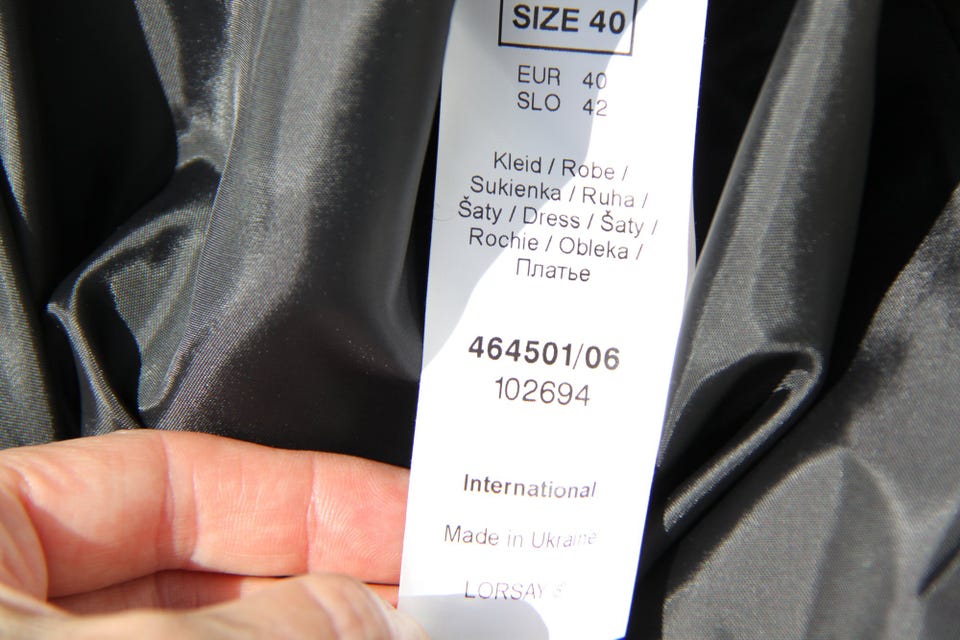 SIZE 40
EUR 40
SLO 42
Kleid / Robe /
Sukienka / Ruha /
Šaty / Dress / Šaty /
Rochie / Obleka /
Платье
464501/06
102694
International
Made in Ukraine
LORSAY